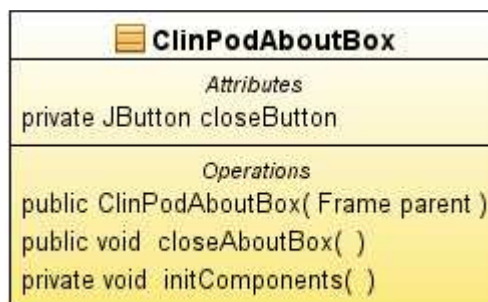 ClinPodAboutBox
Attributes
private JButton closeButton
Operations
public ClinPodAboutBox( Frame parent )
public void closeAboutBox( )
private void initComponents( )